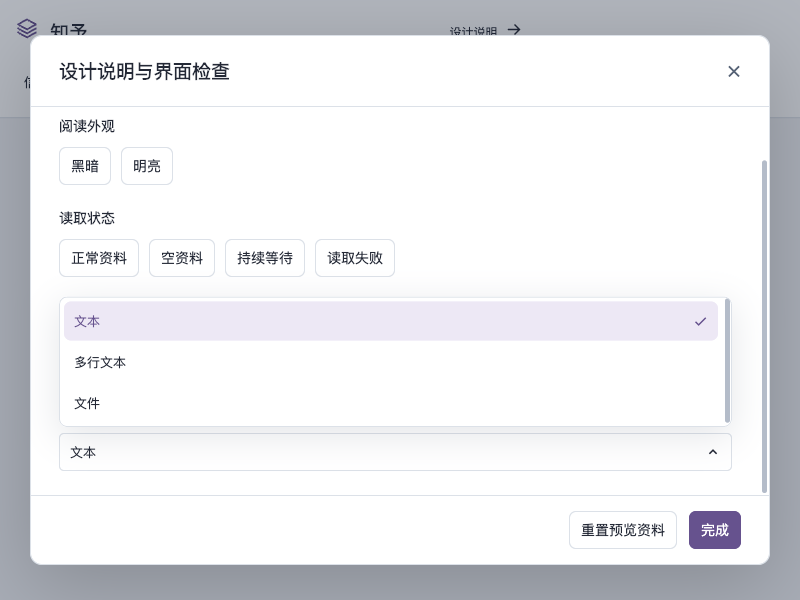 知予
设计说明
设计说明与界面检查
阅读外观
黑暗
明亮
读取状态
正常资料
空资料
持续等待
读取失败
文本
多行文本
文件
文本
重置预览资料
完成